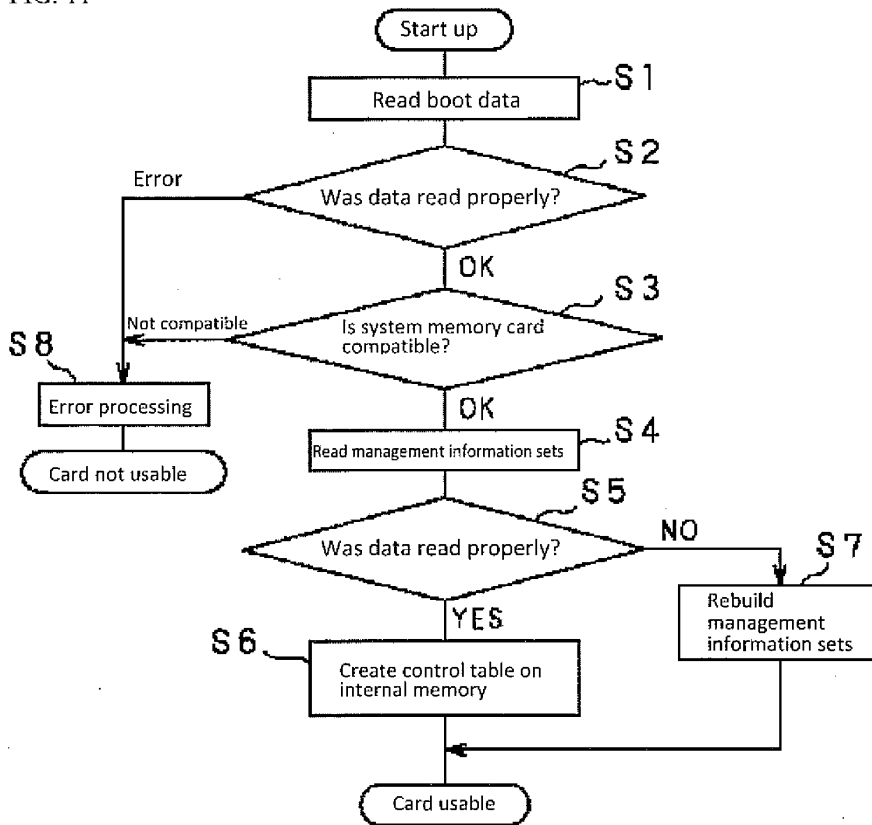 Start up
S1
Read boot data
S2
Error
Was data read properly?
OK
S3
Not compatible
Is system memory card
compatible?
S8
Error processing
OK
S4
Read management information sets
Card not usable
S5
Was data read properly?
NO
S7
YES
Rebuild
management
information sets
S6
Create control table on
internal memory
Card usable